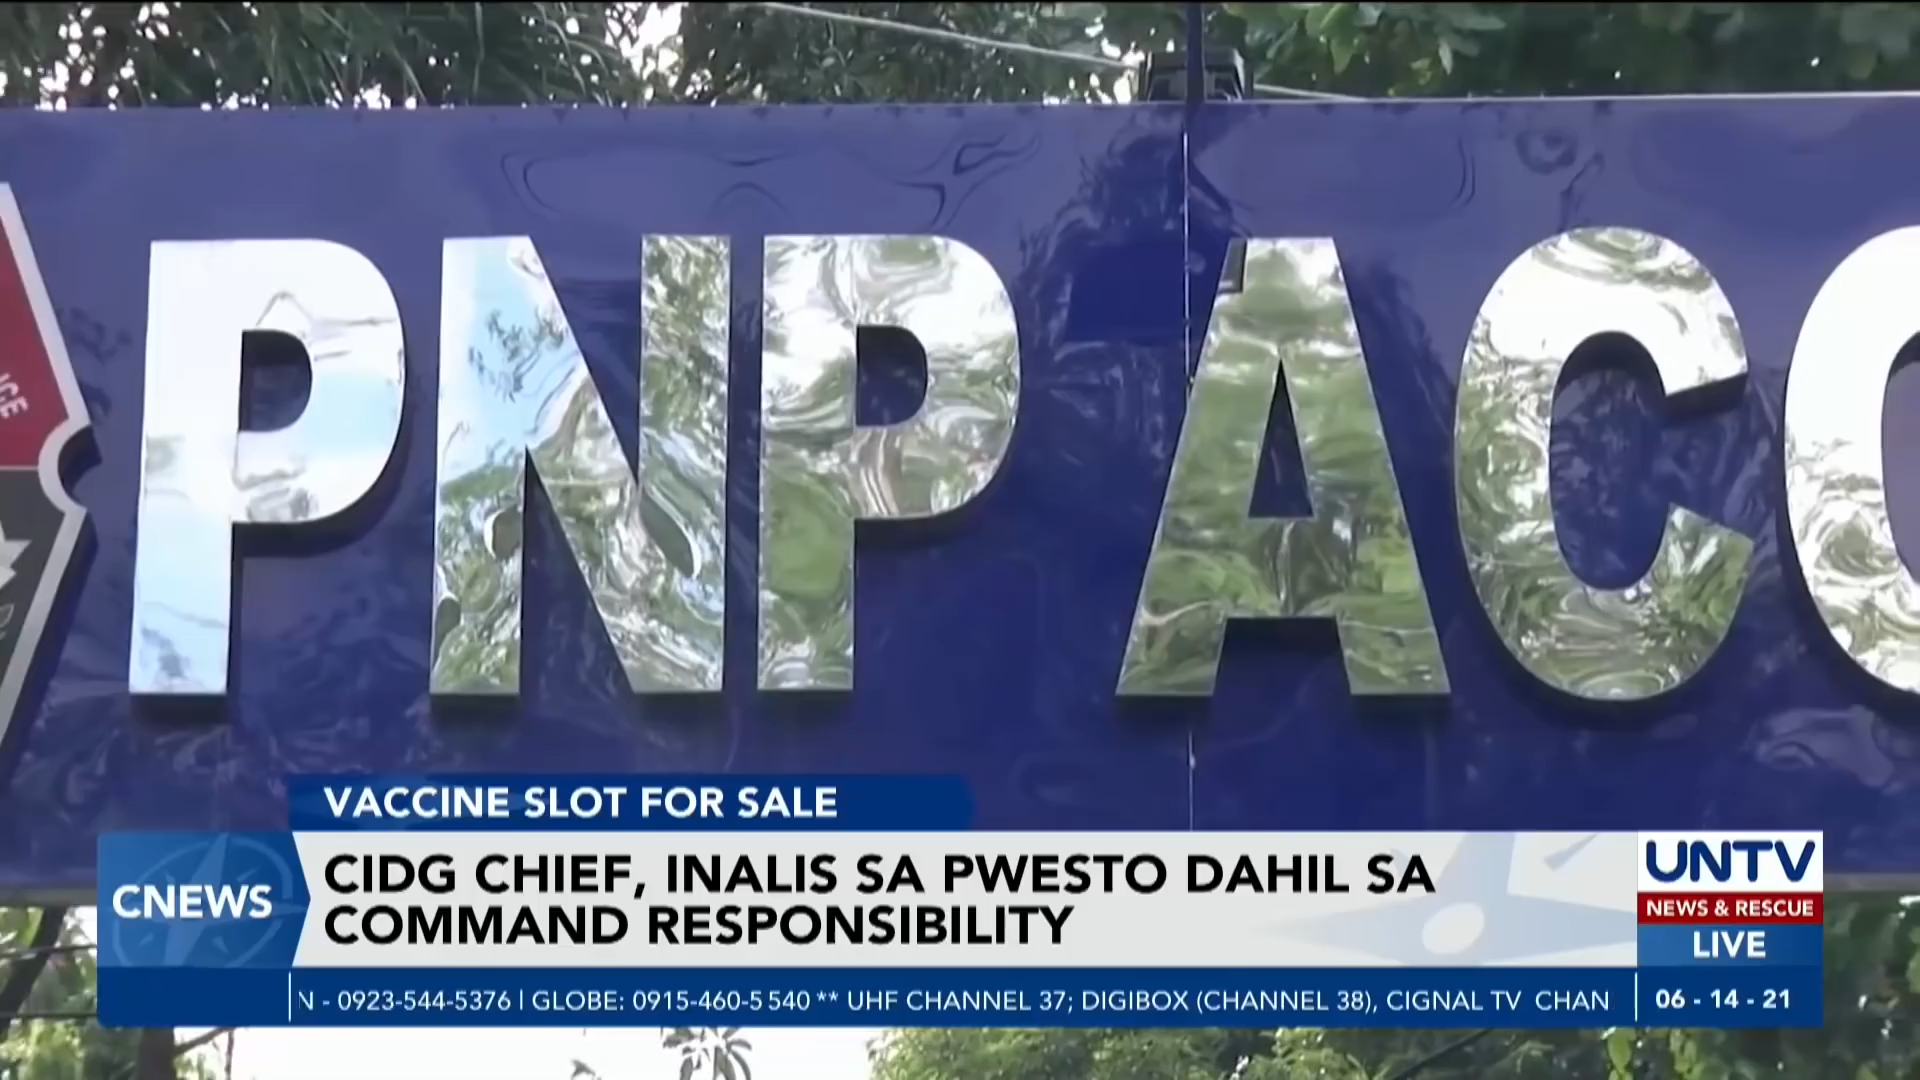 PNP ACC
ICE
VACCINE SLOT FOR SALE
CNEWS
CIDG CHIEF, INALIS SA PWESTO DAHIL SA
COMMAND RESPONSIBILITY
UNTV
NEWS & RESCUE
LIVE
N - 0923-544-5376 | GLOBE: 0915-460-5540 ** UHF CHANNEL 37; DIGIBOX (CHANNEL 38), CIGNAL TV CHAN
06 - 14 - 21